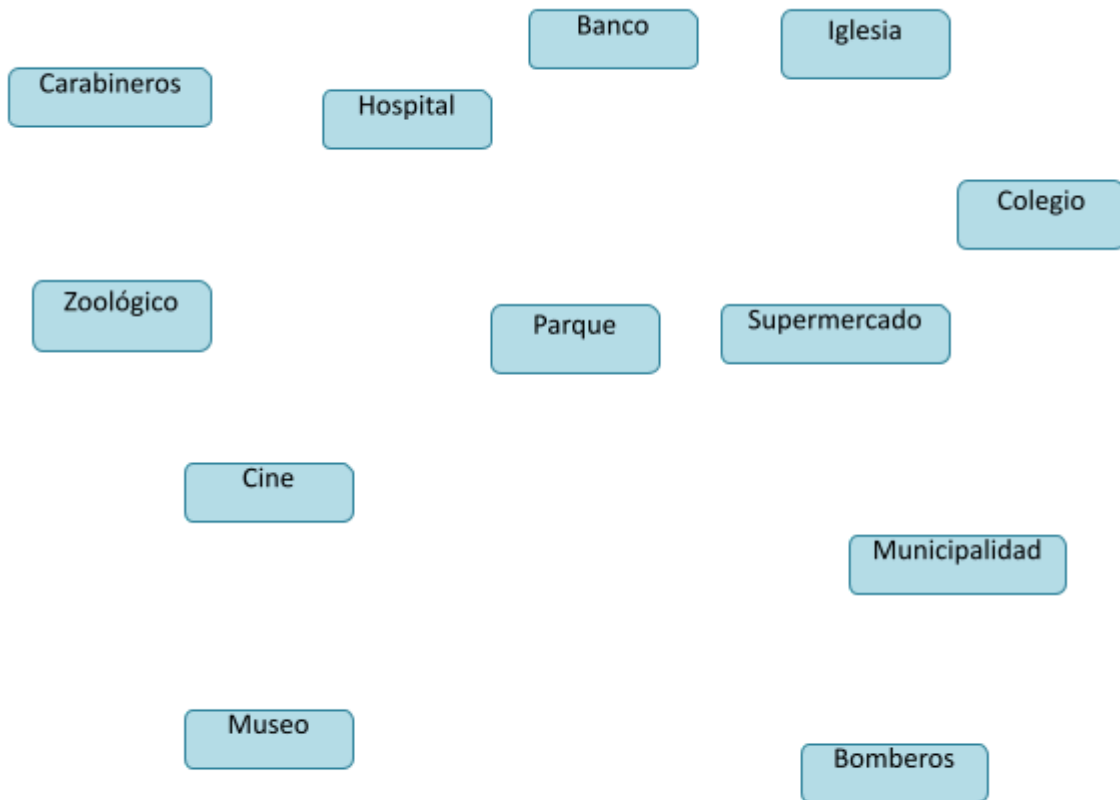 Banco
Iglesia
Carabineros
Hospital
Colegio
Zoológico
Parque
Supermercado
Cine
Municipalidad
Museo
Bomberos